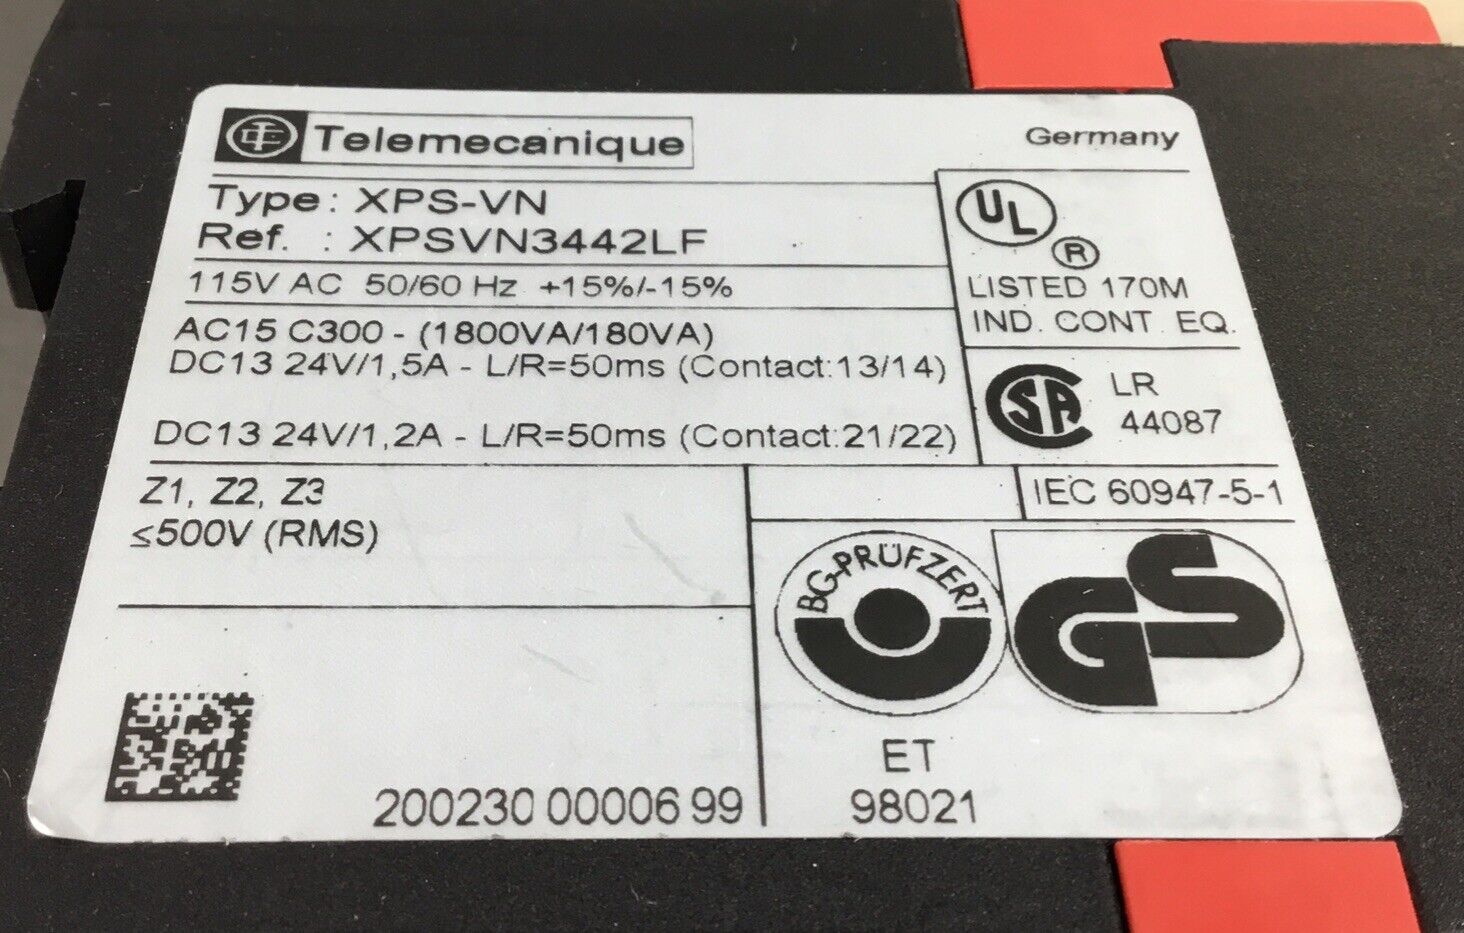 Telemecanique
Germany
Type: XPS-VN
Ref. : XPSVN3442LF
115V AC 50/60 Hz +15%/-15%
AC15 C300 - (1800VA/180VA)
DC13 24V/1,5A - L/R=50ms (Contact:13/14)
DC13 24V/1,2A - L/R=50ms (Contact:21/22)
Z1, Z2, Z3
≤500V (RMS)
200230 00006 99
UL
®
LISTED 170M
IND. CONT. EQ.
CSA
LR
44087
IEC 60947-5-1
BG-PRÜFZERT
GS
ET
98021